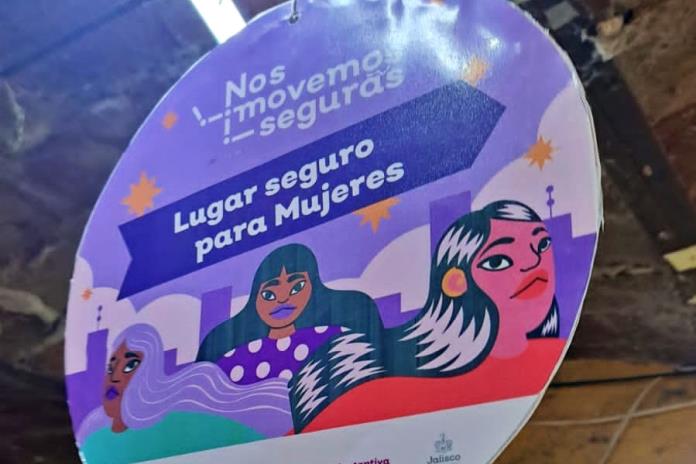 Nos
movemos
seguras
Lugar seguro
para Mujeres
Jalisco